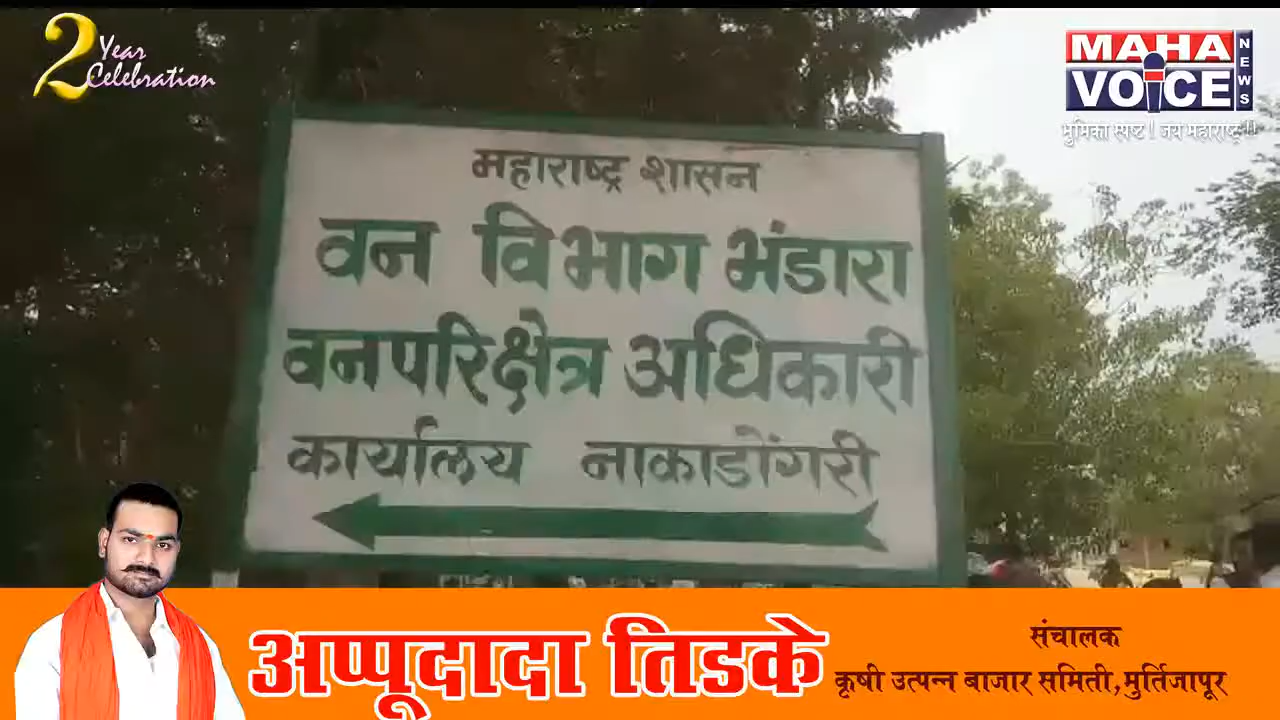 2 Year Celebration
MAHA VOICE NEWS
भुमिका स्पष्ट ! जय महाराष्ट्र !!
महाराष्ट्र शासन
वन विभाग भंडारा
वनपरिक्षेत्र अधिकारी
कार्यालय नाकाडोंगरी
अप्पूदादा तिडके
संचालक
कृषी उत्पन्न बाजार समिती,मुर्तिजापूर